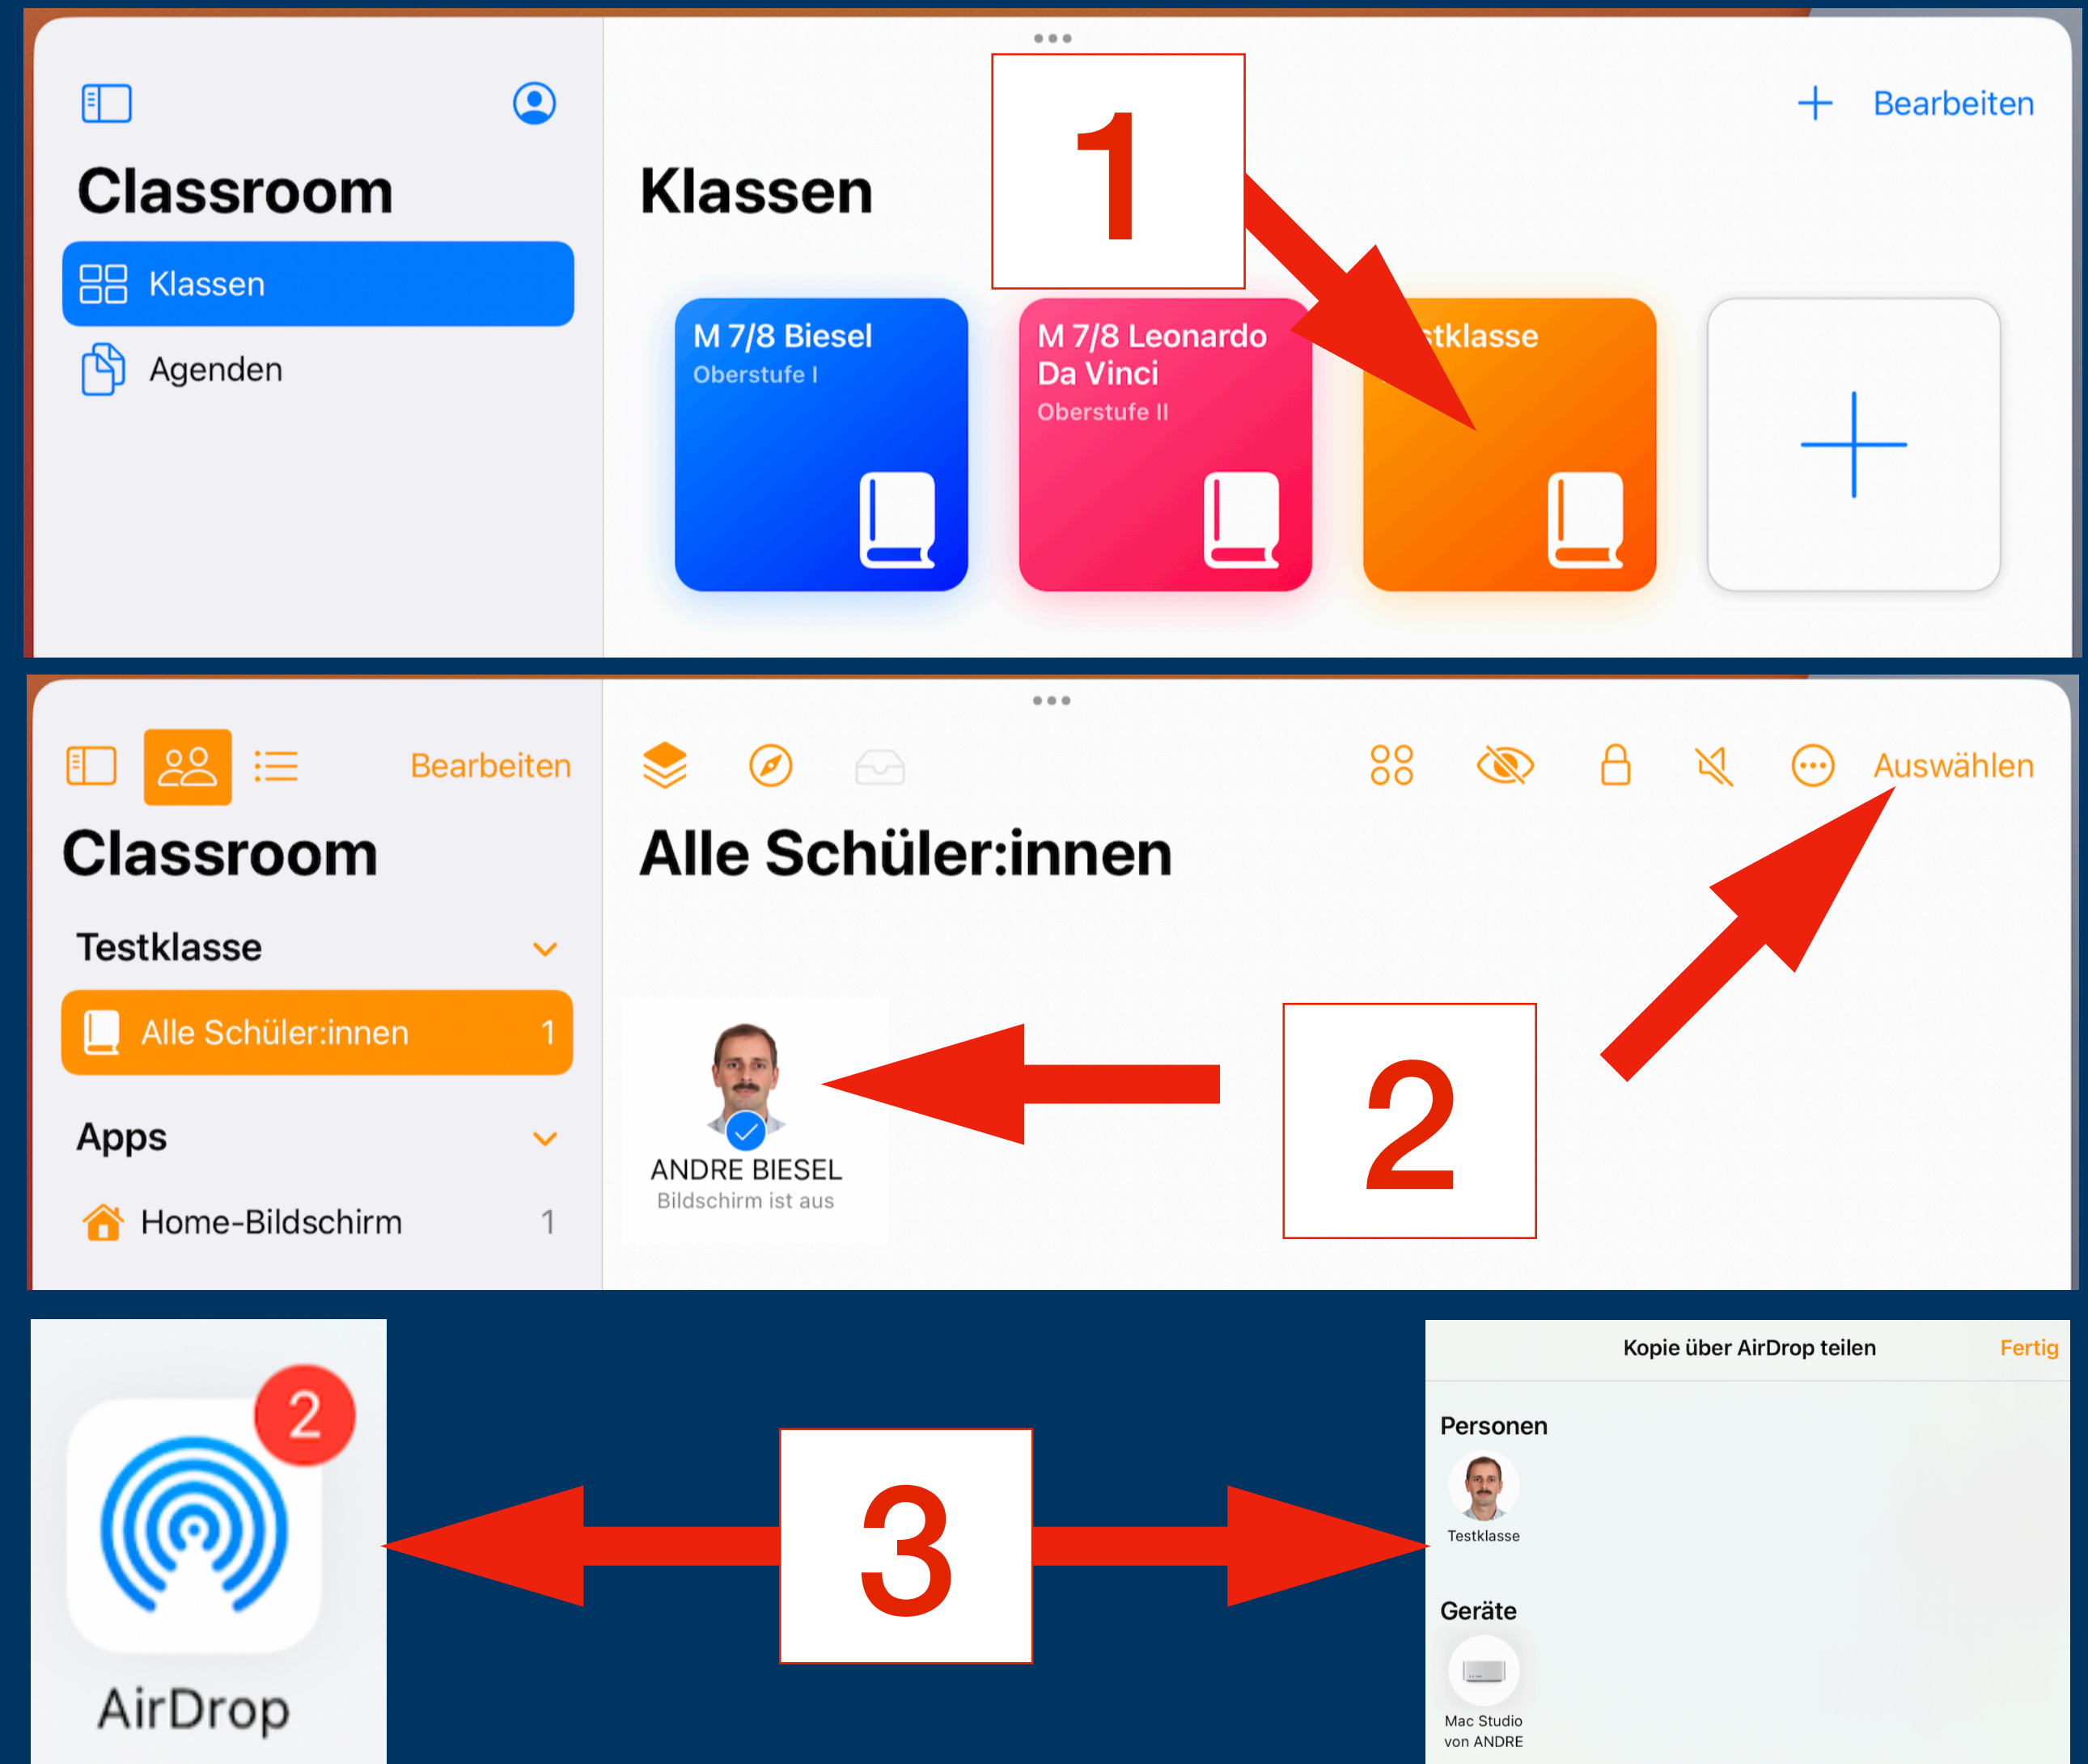 1
Bearbeiten
Classroom
Klassen
Klassen
Agenden
M 7/8 Biesel
Oberstufe I
M 7/8 Leonardo
Da Vinci
Oberstufe II
stklasse
Bearbeiten
Auswählen
Classroom
Alle Schüler:innen
Testklasse
Alle Schüler:innen 1
Apps
Home-Bildschirm 1
ANDRE BIESEL
Bildschirm ist aus
2
2
AirDrop
3
Kopie über AirDrop teilen
Fertig
Personen
Testklasse
Geräte
Mac Studio
von ANDRE